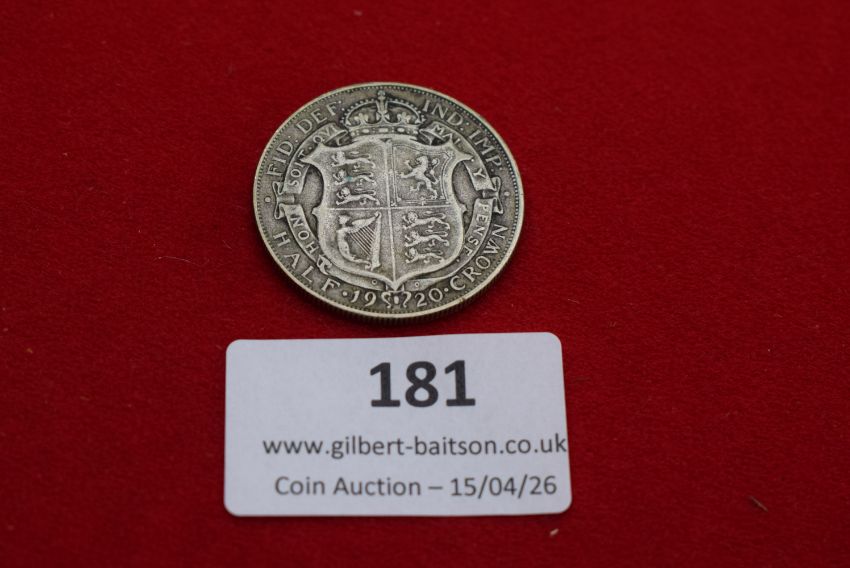 · FID · DEF · IND · IMP ·
HONI SOIT QVI MAL Y PENSE
HALF · 19 20 · CROWN
181
www.gilbert-baitson.co.uk
Coin Auction – 15/04/26